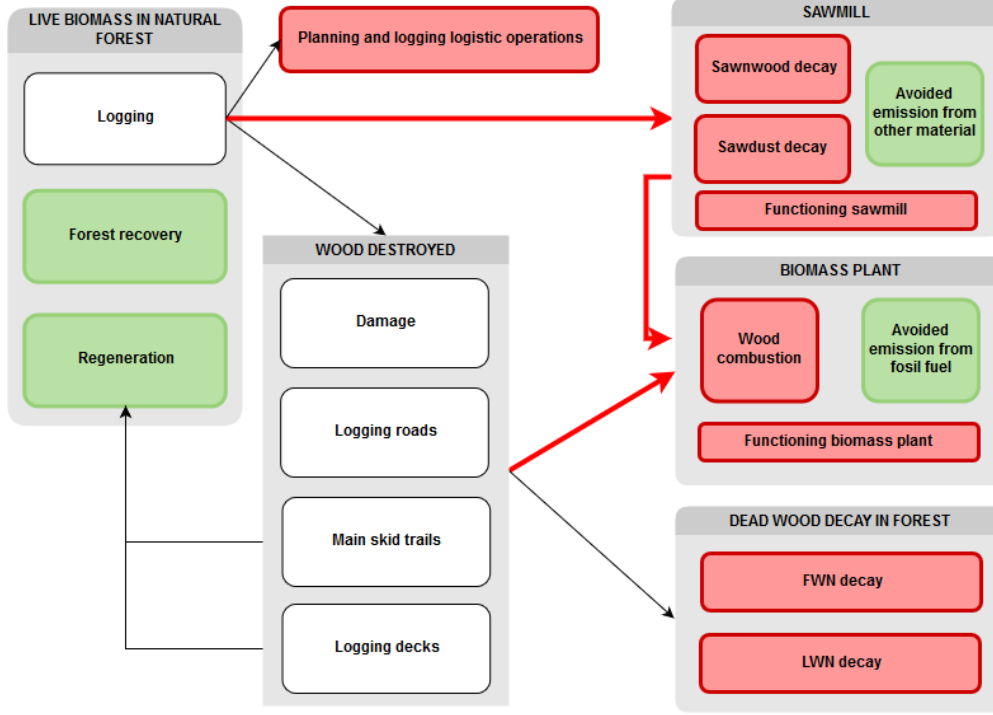 LIVE BIOMASS IN NATURAL
FOREST
Logging
Forest recovery
Regeneration
Planning and logging logistic operations
WOOD DESTROYED
Damage
Logging roads
Main skid trails
Logging decks
SAWMILL
Sawnwood decay
Sawdust decay
Avoided
emission from
other material
Functioning sawmill
BIOMASS PLANT
Wood
combustion
Avoided
emission from
fosil fuel
Functioning biomass plant
DEAD WOOD DECAY IN FOREST
FWN decay
LWN decay